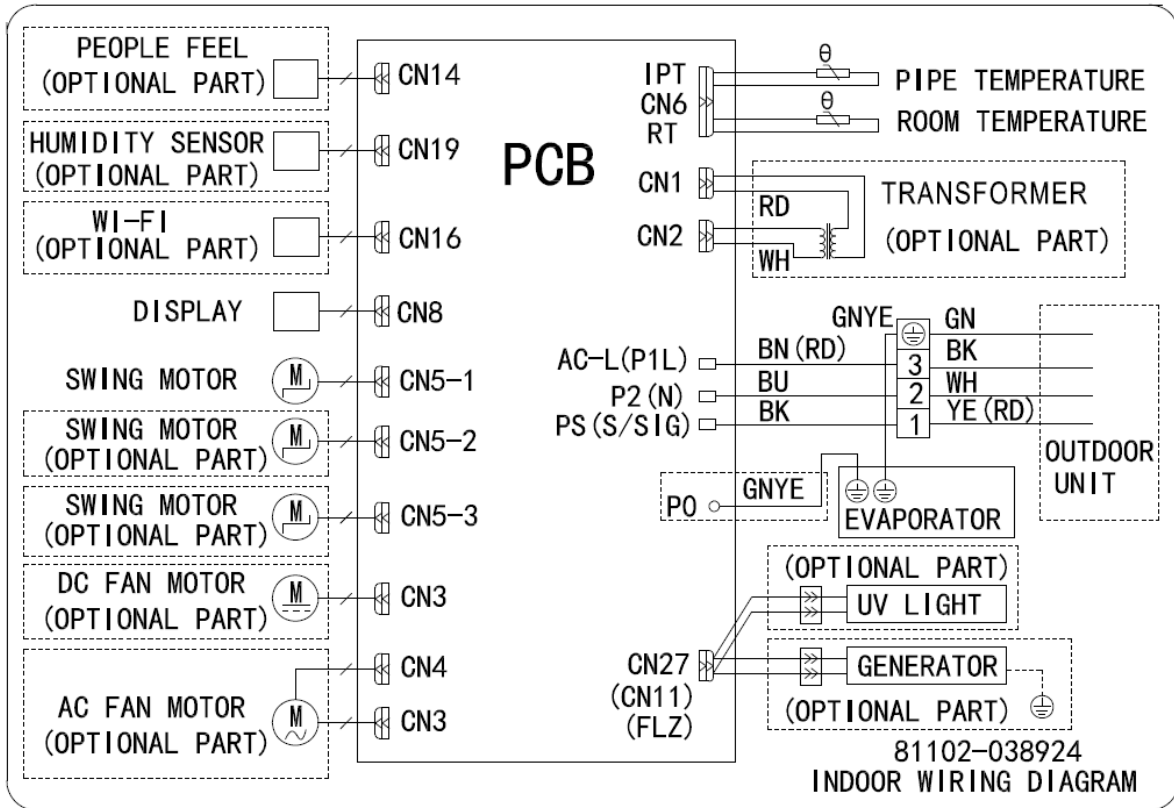 PEOPLE FEEL
(OPTIONAL PART)
CN14
HUMIDITY SENSOR
(OPTIONAL PART)
CN19
WI-FI
(OPTIONAL PART)
CN16
DISPLAY
CN8
SWING MOTOR
M
CN5-1
SWING MOTOR
(OPTIONAL PART)
M
CN5-2
SWING MOTOR
(OPTIONAL PART)
M
CN5-3
DC FAN MOTOR
(OPTIONAL PART)
M
CN3
AC FAN MOTOR
(OPTIONAL PART)
M
CN4
CN3
PCB
IPT
CN6
RT
θ
PIPE TEMPERATURE
θ
ROOM TEMPERATURE
CN1
CN2
RD
WH
TRANSFORMER
(OPTIONAL PART)
AC-L(P1L)
P2(N)
PS(S/SIG)
BN(RD)
BU
BK
GNYE
3
2
1
GN
BK
WH
YE(RD)
OUTDOOR
UNIT
P0
GNYE
EVAPORATOR
(OPTIONAL PART)
UV LIGHT
CN27
(CN11)
(FLZ)
GENERATOR
(OPTIONAL PART)
81102-038924
INDOOR WIRING DIAGRAM